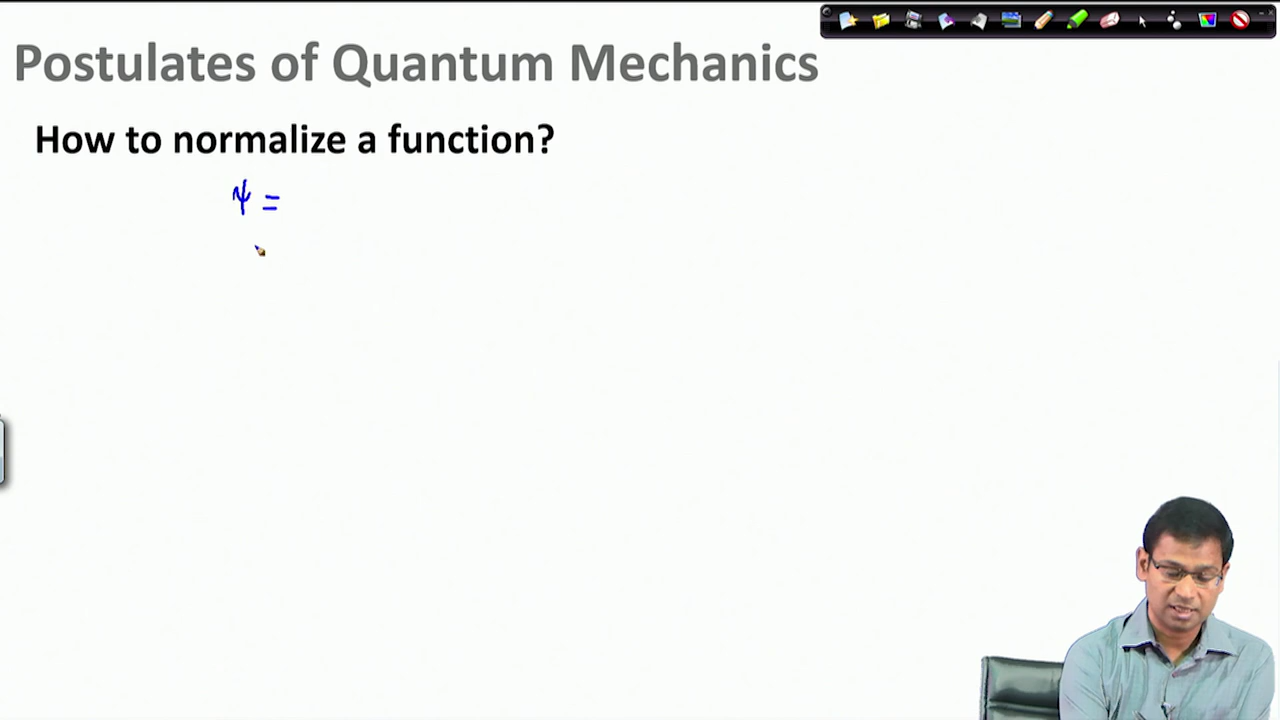 Postulates of Quantum Mechanics
How to normalize a function?
ψ =